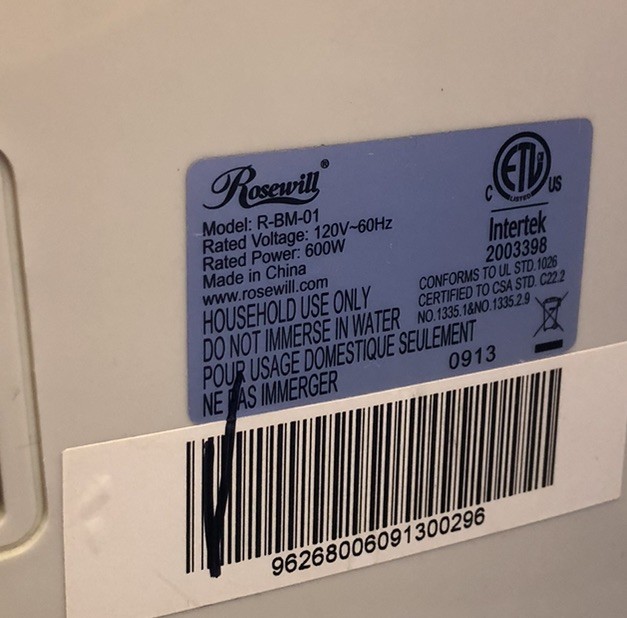 Rosewill®
Model: R-BM-01
Rated Voltage: 120V~60Hz
Rated Power: 600W
Made in China
www.rosewill.com
HOUSEHOLD USE ONLY
DO NOT IMMERSE IN WATER
POUR USAGE DOMESTIQUE SEULEMENT
NE PAS IMMERGER
ETL
LISTED
C US
Intertek
2003398
CONFORMS TO UL STD.1026
CERTIFIED TO CSA STD. C22.2
NO.1335.1&NO.1335.2.9
0913
96268006091300296